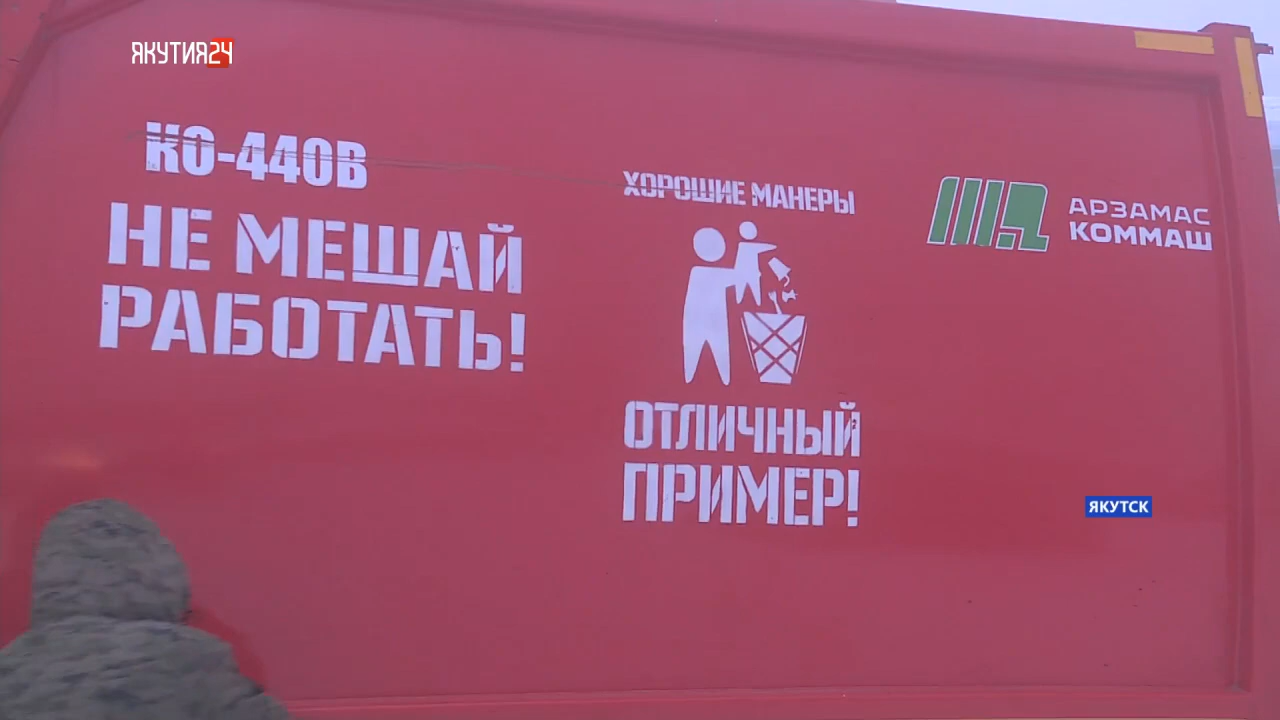 ЯКУТИЯ24
КО-440В
НЕ МЕШАЙ
РАБОТАТЬ!
ХОРОШИЕ МАНЕРЫ
ОТЛИЧНЫЙ
ПРИМЕР!
АРЗАМАС
КОММАШ
ЯКУТСК